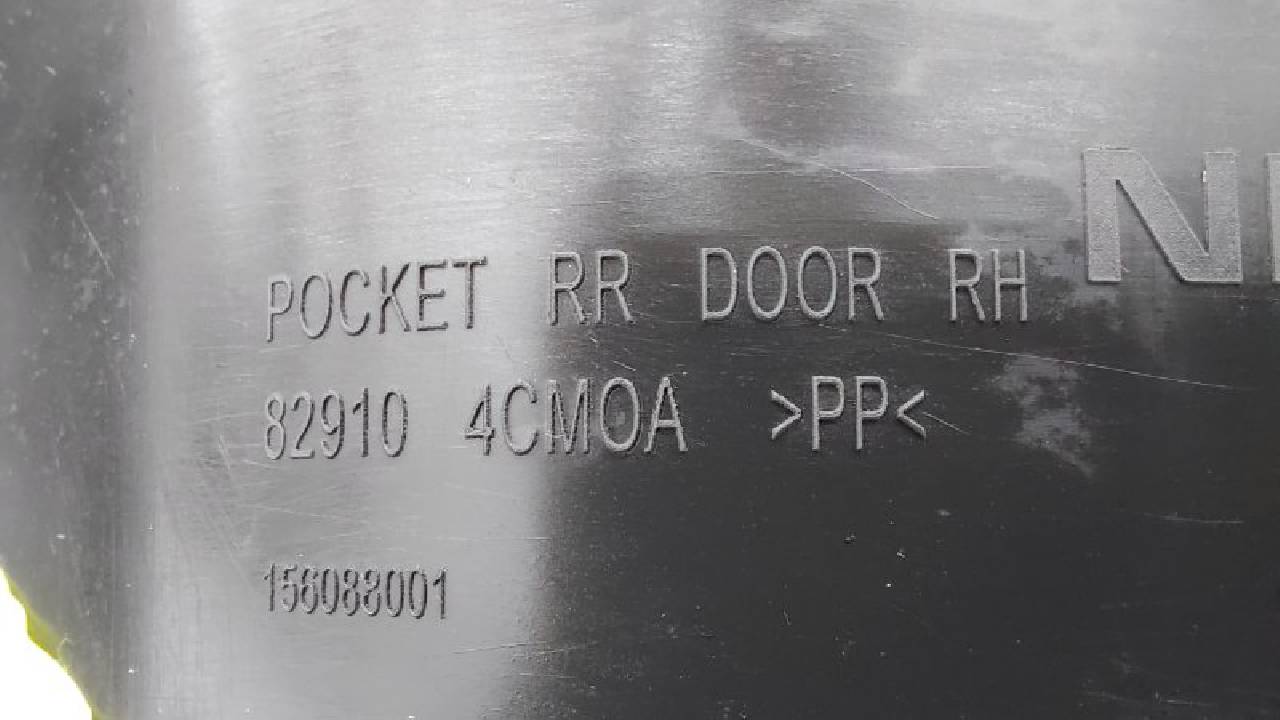 POCKET RR DOOR RH
82910 4CM0A >PP<
156088001